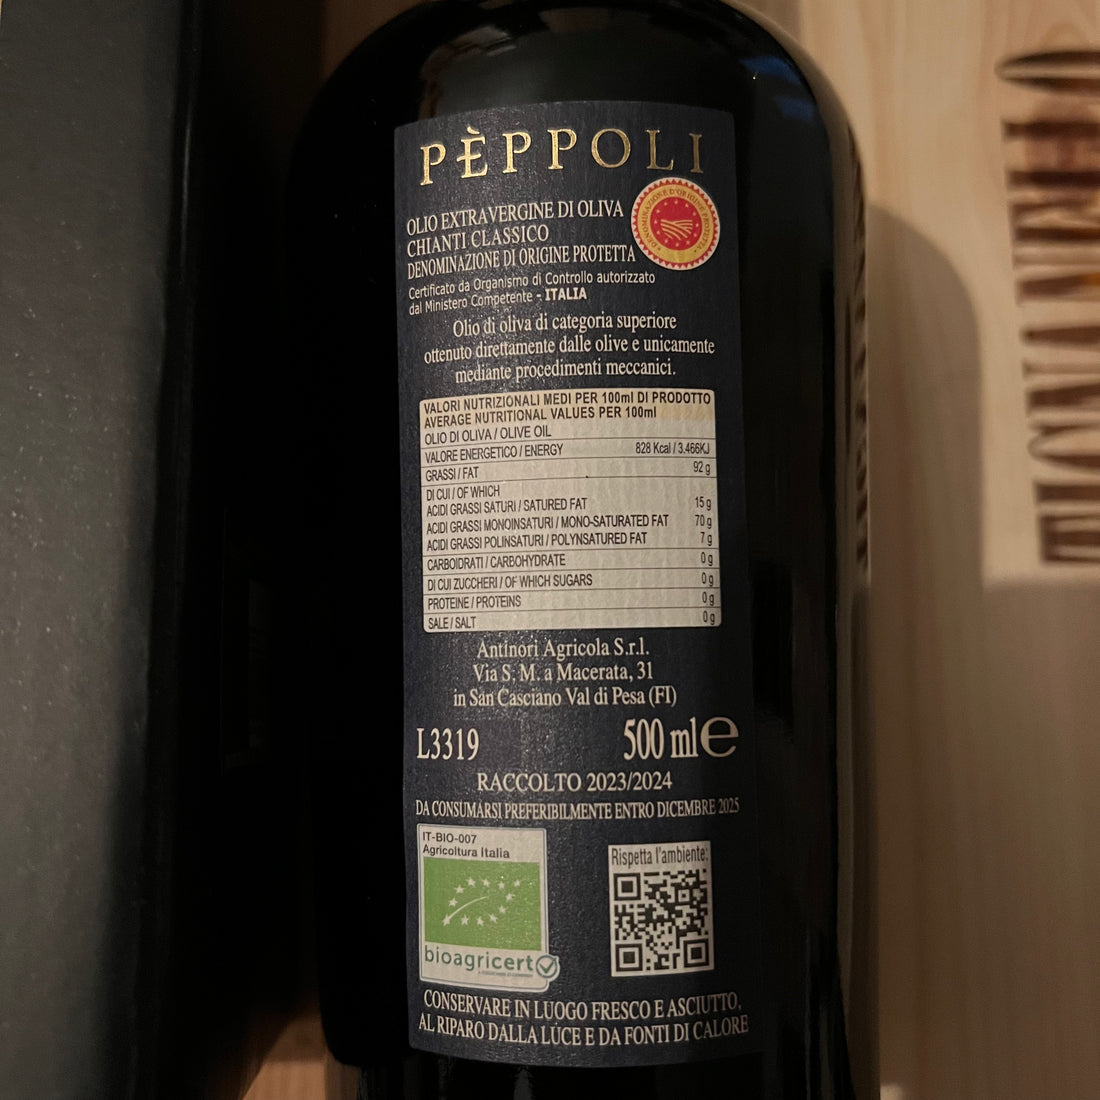 PÈPPOLI
OLIO EXTRAVERGINE DI OLIVA
CHIANTI CLASSICO
DENOMINAZIONE DI ORIGINE PROTETTA
DENOMINAZIONE D'ORIGINE PROTETTA
Certificato da Organismo di Controllo autorizzato
dal Ministero Competente - ITALIA
Olio di oliva di categoria superiore
ottenuto direttamente dalle olive e unicamente
mediante procedimenti meccanici.
VALORI NUTRIZIONALI MEDI PER 100ml DI PRODOTTO
AVERAGE NUTRITIONAL VALUES PER 100ml
OLIO DI OLIVA / OLIVE OIL
VALORE ENERGETICO / ENERGY 828 Kcal / 3.466KJ
GRASSI / FAT 92 g
DI CUI / OF WHICH
ACIDI GRASSI SATURI / SATURED FAT 15 g
ACIDI GRASSI MONOINSATURI / MONO-SATURATED FAT 70 g
ACIDI GRASSI POLINSATURI / POLYNSATURED FAT 7 g
CARBOIDRATI / CARBOHYDRATE 0 g
DI CUI ZUCCHERI / OF WHICH SUGARS 0 g
PROTEINE / PROTEINS 0 g
SALE / SALT 0 g
Antinori Agricola S.r.l.
Via S. M. a Macerata, 31
in San Casciano Val di Pesa (FI)
L3319 500 ml e
RACCOLTO 2023/2024
DA CONSUMARSI PREFERIBILMENTE ENTRO DICEMBRE 2025
IT-BIO-007
Agricoltura Italia
bioagricert
Rispetta l'ambiente:
CONSERVARE IN LUOGO FRESCO E ASCIUTTO,
AL RIPARO DALLA LUCE E DA FONTI DI CALORE